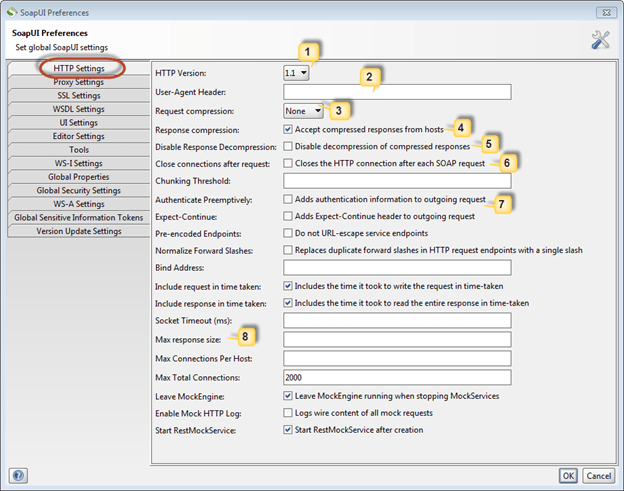 SoapUI Preferences
SoapUI Preferences
Set global SoapUI settings
HTTP Settings
Proxy Settings
SSL Settings
WSDL Settings
UI Settings
Editor Settings
Tools
WS-I Settings
Global Properties
Global Security Settings
WS-A Settings
Global Sensitive Information Tokens
Version Update Settings
1
HTTP Version: 1.1
2
User-Agent Header:
Request compression: None 3
Response compression: Accept compressed responses from hosts 4
Disable Response Decompression: Disable decompression of compressed responses 5
Close connections after request: Closes the HTTP connection after each SOAP request 6
Chunking Threshold:
Authenticate Preemptively: Adds authentication information to outgoing request 7
Expect-Continue: Adds Expect-Continue header to outgoing request
Pre-encoded Endpoints: Do not URL-escape service endpoints
Normalize Forward Slashes: Replaces duplicate forward slashes in HTTP request endpoints with a single slash
Bind Address:
Include request in time taken: Includes the time it took to write the request in time-taken
Include response in time taken: Includes the time it took to read the entire response in time-taken
Socket Timeout (ms):
Max response size: 8
Max Connections Per Host:
Max Total Connections: 2000
Leave MockEngine: Leave MockEngine running when stopping MockServices
Enable Mock HTTP Log: Logs wire content of all mock requests
Start RestMockService: Start RestMockService after creation
?
OK Cancel